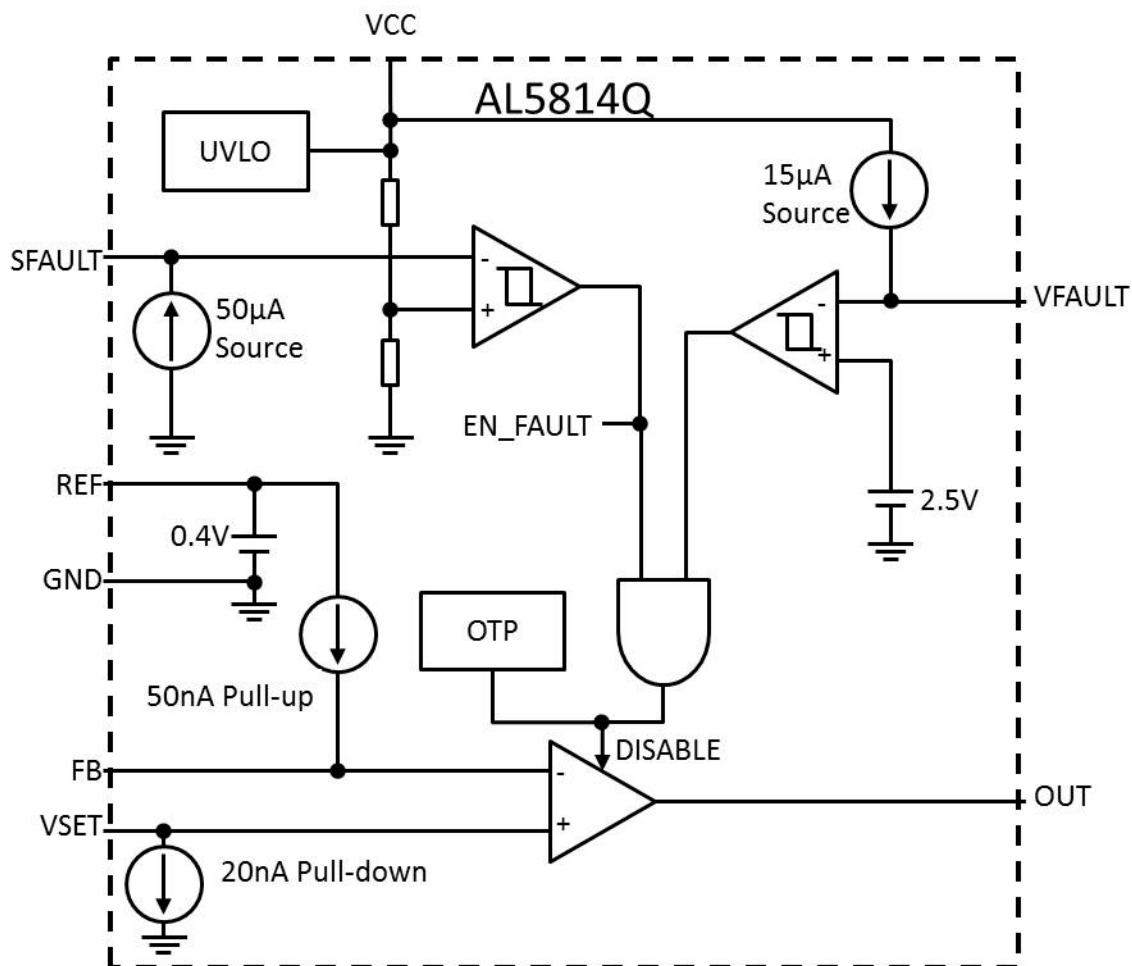 VCC
AL5814Q
UVLO
15µA
Source
SFAULT
-
+
50µA
Source
-
+
VFAULT
EN_FAULT
REF
2.5V
0.4V
GND
OTP
50nA Pull-up
DISABLE
FB
-
VSET
+
OUT
20nA Pull-down